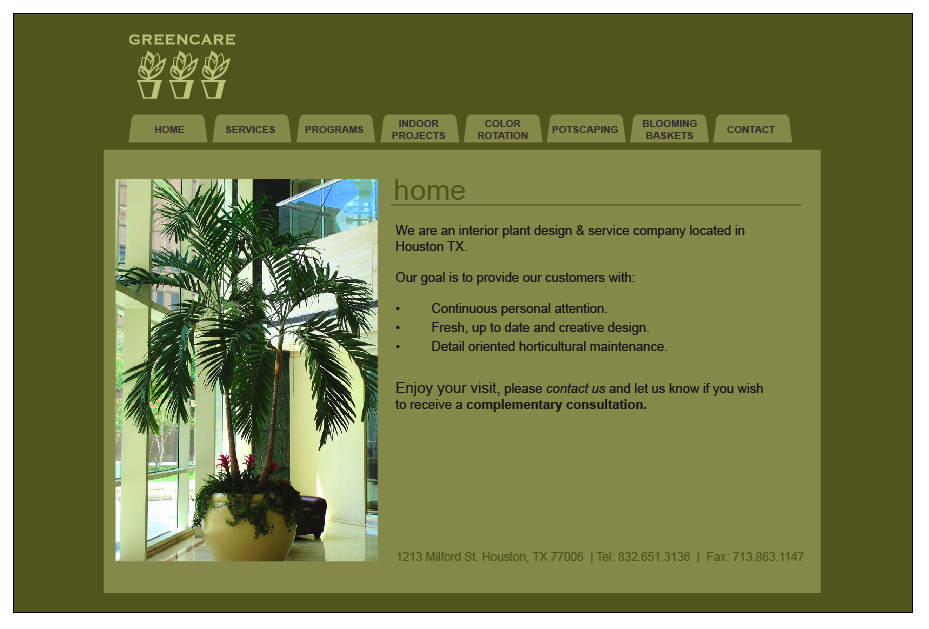 GREENCARE
HOME SERVICES PROGRAMS INDOOR PROJECTS COLOR ROTATION POTSCAPING BLOOMING BASKETS CONTACT
home
We are an interior plant design & service company located in
Houston TX.
Our goal is to provide our customers with:
• Continuous personal attention.
• Fresh, up to date and creative design.
• Detail oriented horticultural maintenance.
Enjoy your visit, please contact us and let us know if you wish
to receive a complementary consultation.
1213 Milford St. Houston, TX 77006 | Tel: 832.651.3136 | Fax: 713.863.1147